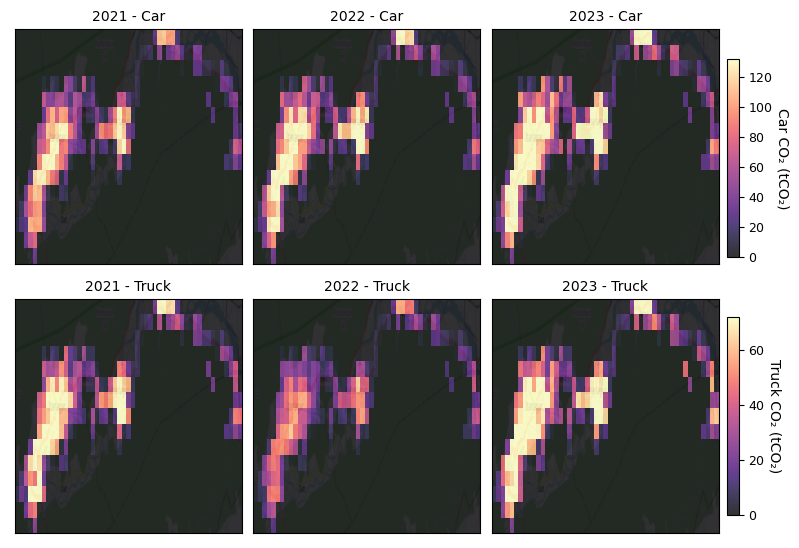 2021 - Car
2022 - Car
2023 - Car
120
100
80
60
40
20
0
Car CO₂ (tCO₂)
2021 - Truck
2022 - Truck
2023 - Truck
60
40
20
0
Truck CO₂ (tCO₂)